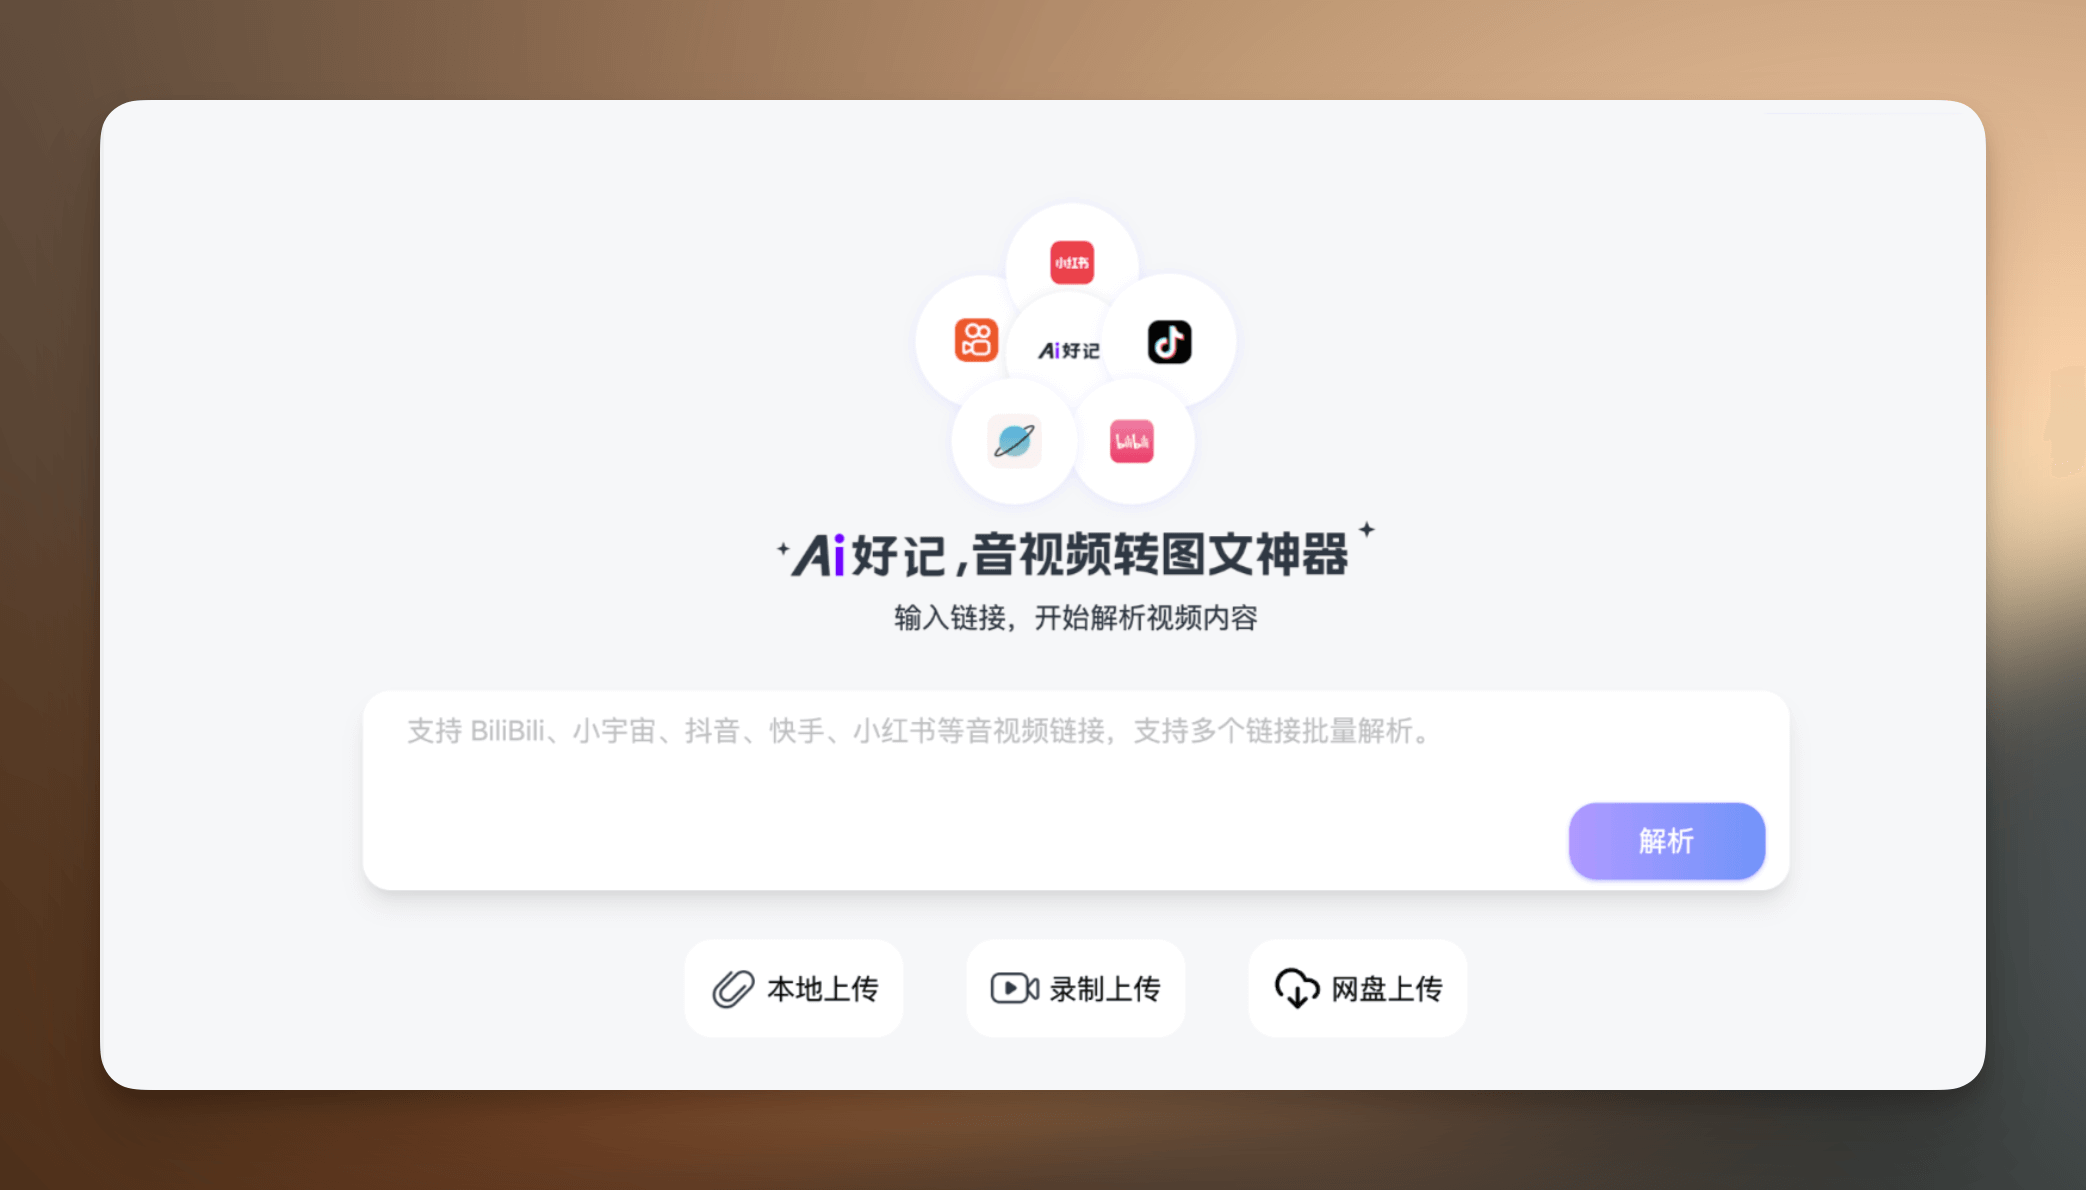 小红书
Ai好记
bilibili
Ai好记,音视频转图文神器
输入链接，开始解析视频内容
支持 BiliBili、小宇宙、抖音、快手、小红书等音视频链接，支持多个链接批量解析。
解析
本地上传
录制上传
网盘上传